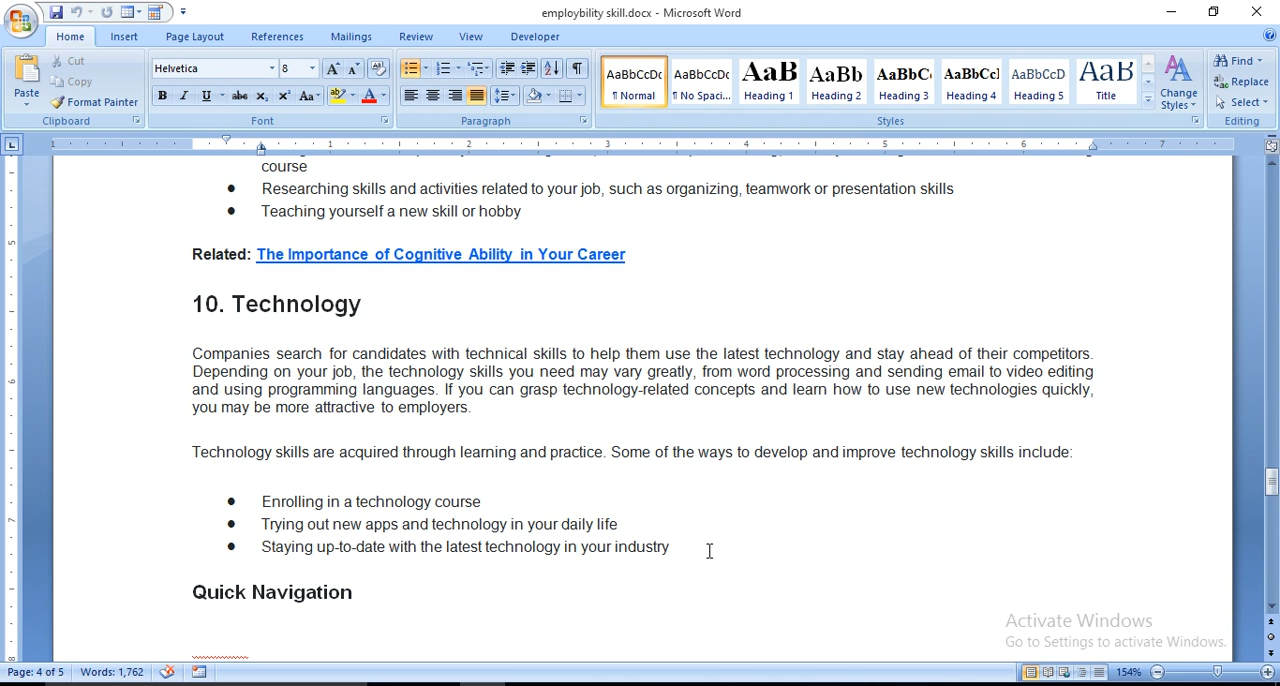 employbility skill.docx - Microsoft Word
Home Insert Page Layout References Mailings Review View Developer
Paste Cut Copy Format Painter Clipboard
Helvetica 8 Font
Paragraph
AaBbCcDc AaBbCcDc AaB AaBb AaBbC AaBbCcl AaBbCcD AaB
¶ Normal ¶ No Spaci... Heading 1 Heading 2 Heading 3 Heading 4 Heading 5 Title
Change Styles Styles
Find Replace Select Editing
course
● Researching skills and activities related to your job, such as organizing, teamwork or presentation skills
● Teaching yourself a new skill or hobby
Related: The Importance of Cognitive Ability in Your Career
10. Technology
Companies search for candidates with technical skills to help them use the latest technology and stay ahead of their competitors.
Depending on your job, the technology skills you need may vary greatly, from word processing and sending email to video editing
and using programming languages. If you can grasp technology-related concepts and learn how to use new technologies quickly,
you may be more attractive to employers.
Technology skills are acquired through learning and practice. Some of the ways to develop and improve technology skills include:
● Enrolling in a technology course
● Trying out new apps and technology in your daily life
● Staying up-to-date with the latest technology in your industry
Quick Navigation
Activate Windows
Go to Settings to activate Windows.
Page: 4 of 5 Words: 1,762 154%